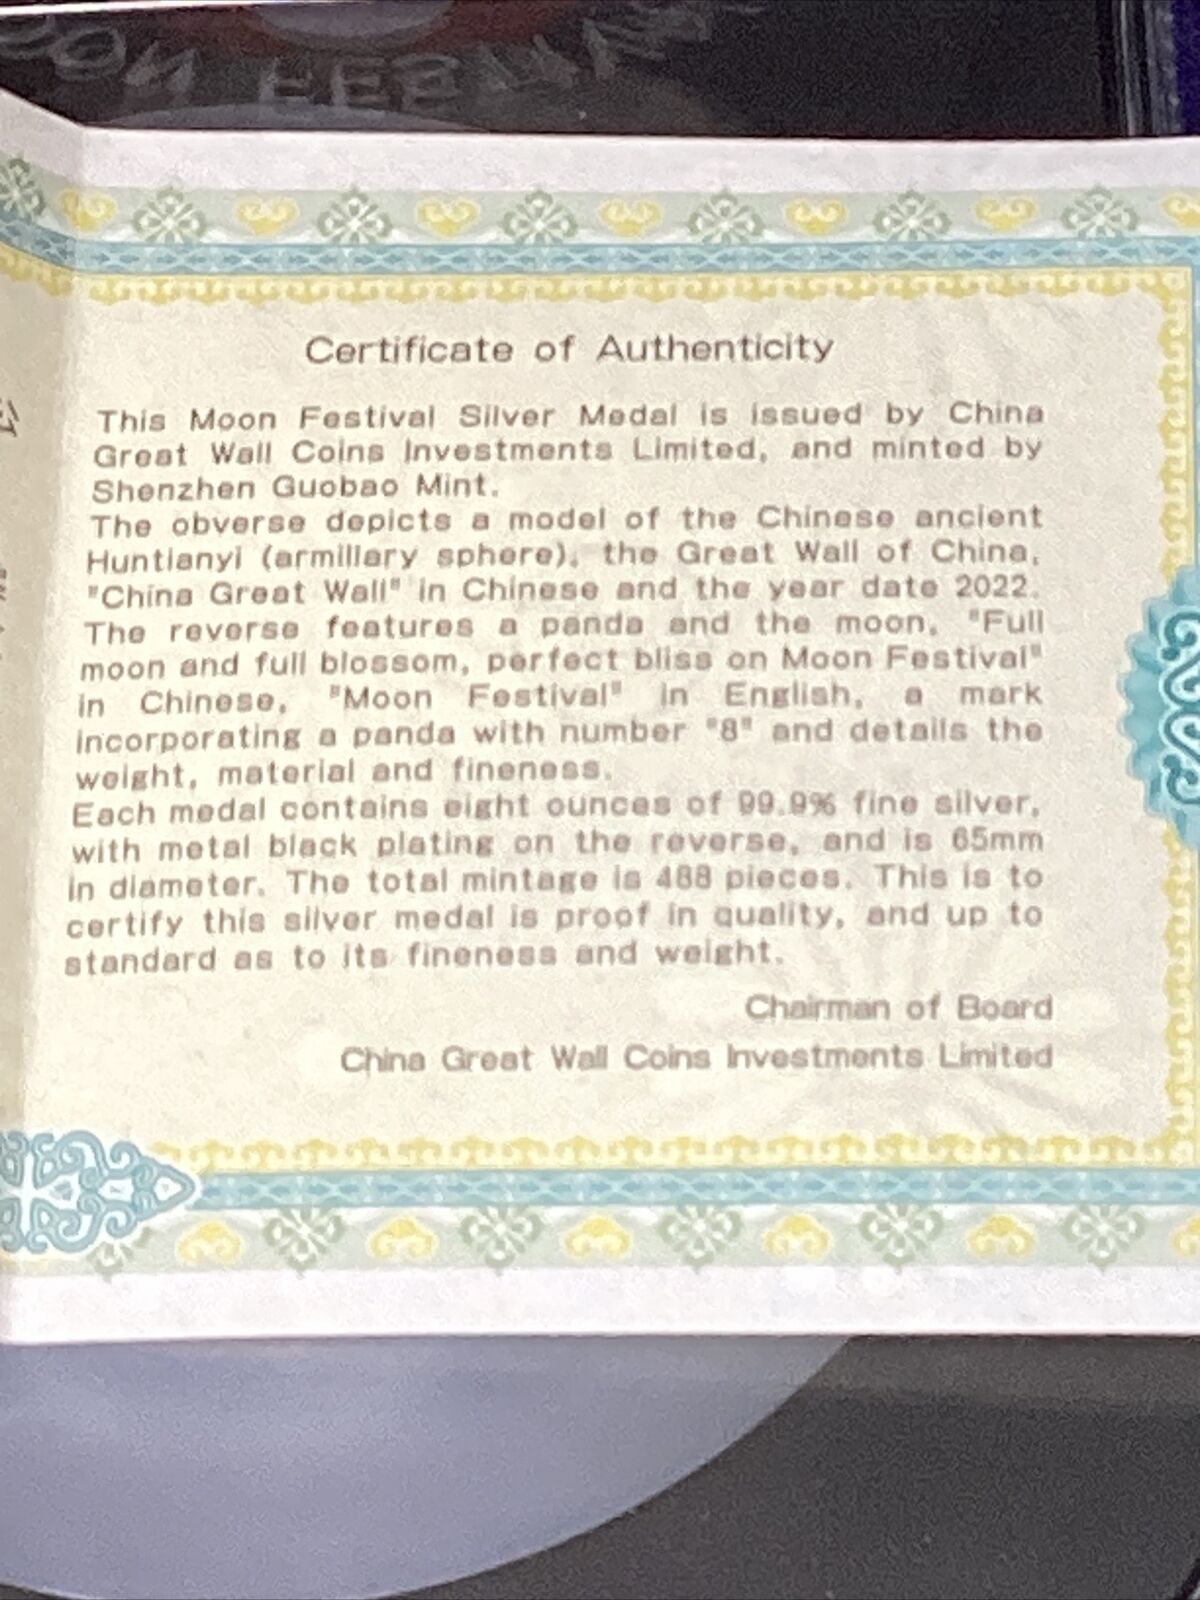 OON FESTIVA
Certificate of Authenticity
This Moon Festival Silver Medal is issued by China
Great Wall Coins Investments Limited, and minted by
Shenzhen Guobao Mint.
The obverse depicts a model of the Chinese ancient
Huntianyi (armillary sphere), the Great Wall of China,
"China Great Wall" in Chinese and the year date 2022.
The reverse features a panda and the moon, "Full
moon and full blossom, perfect bliss on Moon Festival"
in Chinese, "Moon Festival" in English, a mark
incorporating a panda with number "8" and details the
weight, material and fineness.
Each medal contains eight ounces of 99.9% fine silver,
with metal black plating on the reverse, and is 65mm
in diameter. The total mintage is 488 pieces. This is to
certify this silver medal is proof in quality, and up to
standard as to its fineness and weight.
Chairman of Board
China Great Wall Coins Investments Limited